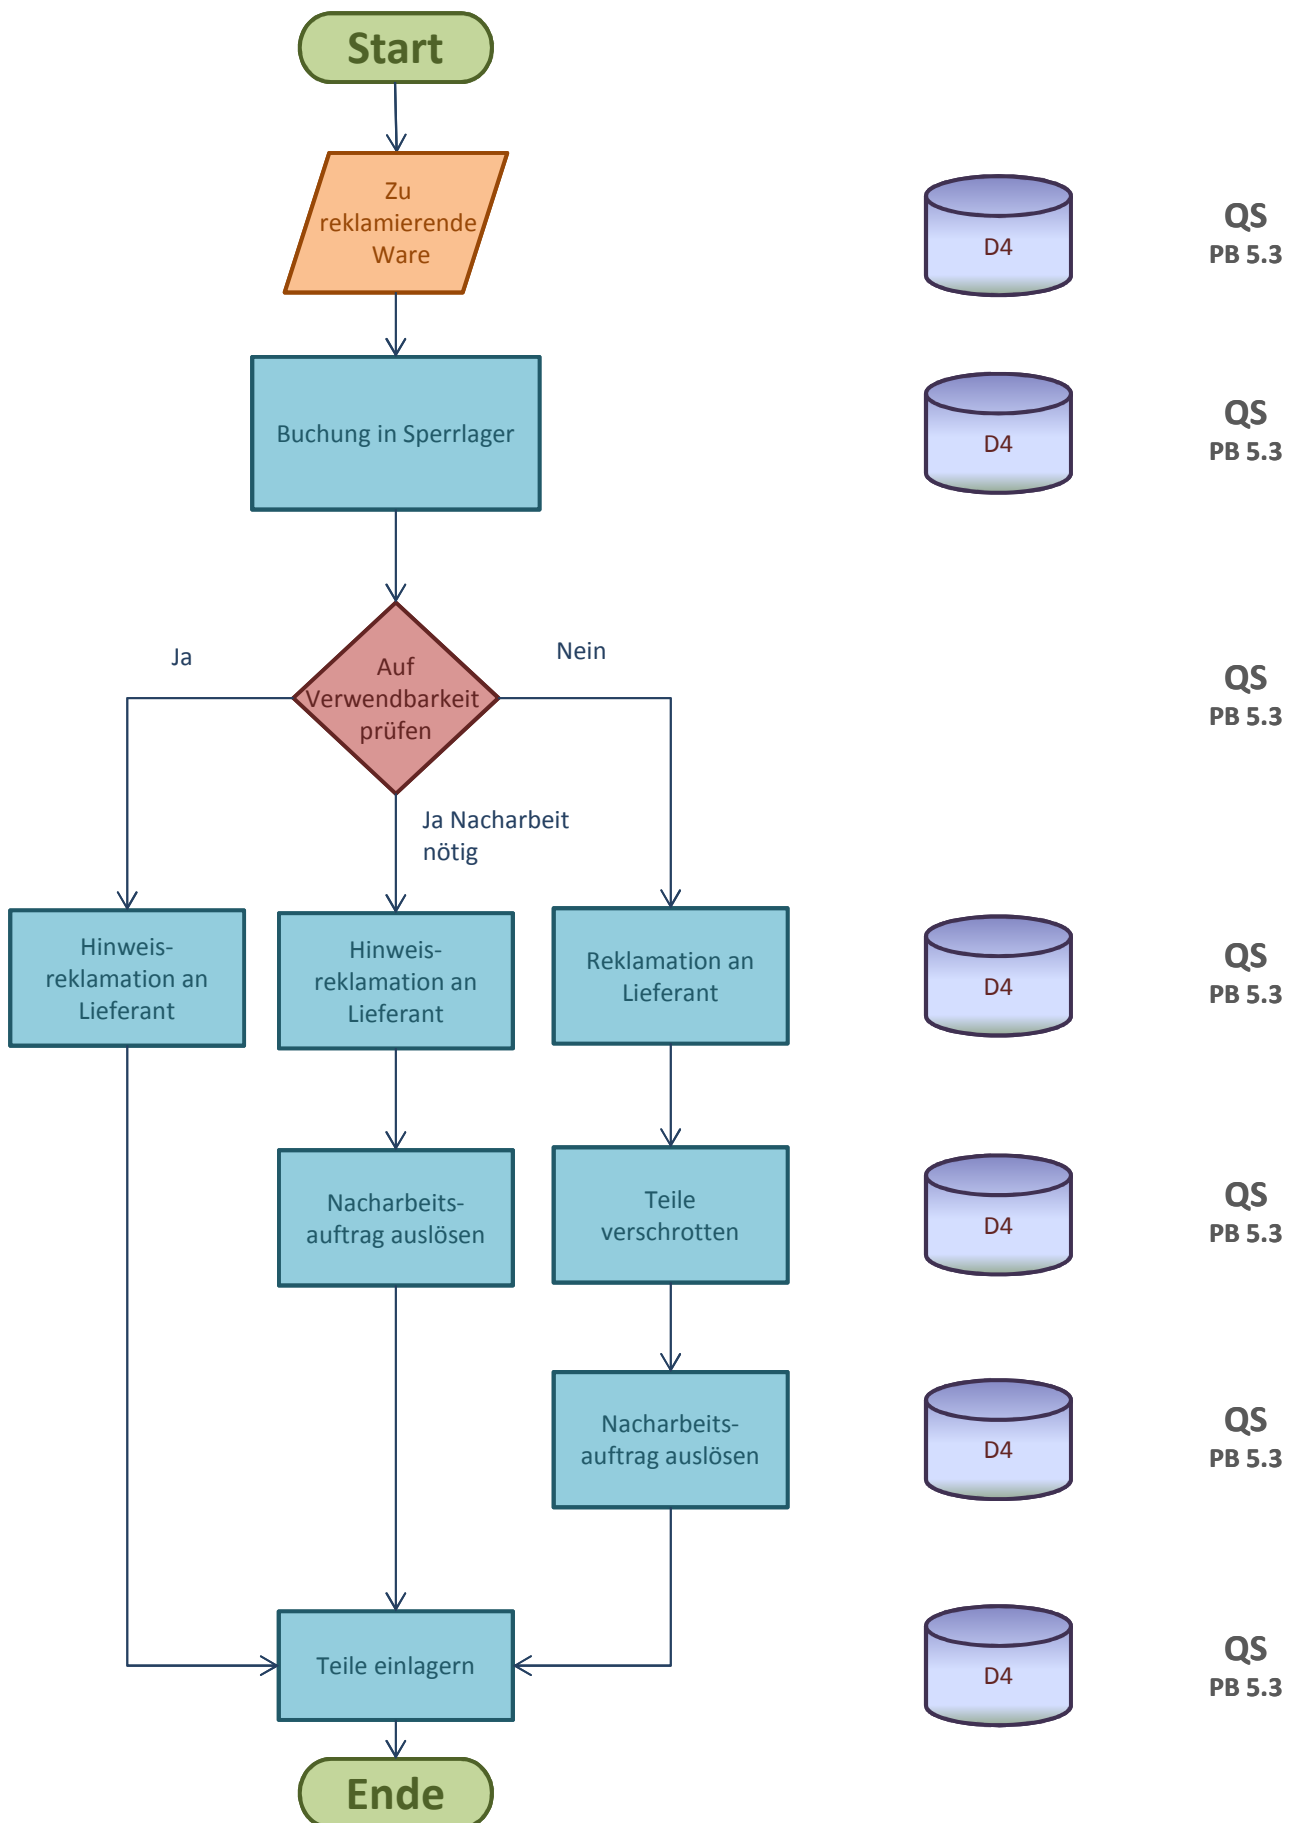 Start
Zu
reklamierende
Ware
D4
QS
PB 5.3
Buchung in Sperrlager
D4
QS
PB 5.3
Ja
Nein
Auf
Verwendbarkeit
prüfen
QS
PB 5.3
Ja Nacharbeit
nötig
Hinweis-
reklamation an
Lieferant
Hinweis-
reklamation an
Lieferant
Reklamation an
Lieferant
D4
QS
PB 5.3
Nacharbeits-
auftrag auslösen
Teile
verschrotten
D4
QS
PB 5.3
Nacharbeits-
auftrag auslösen
D4
QS
PB 5.3
Teile einlagern
D4
QS
PB 5.3
Ende